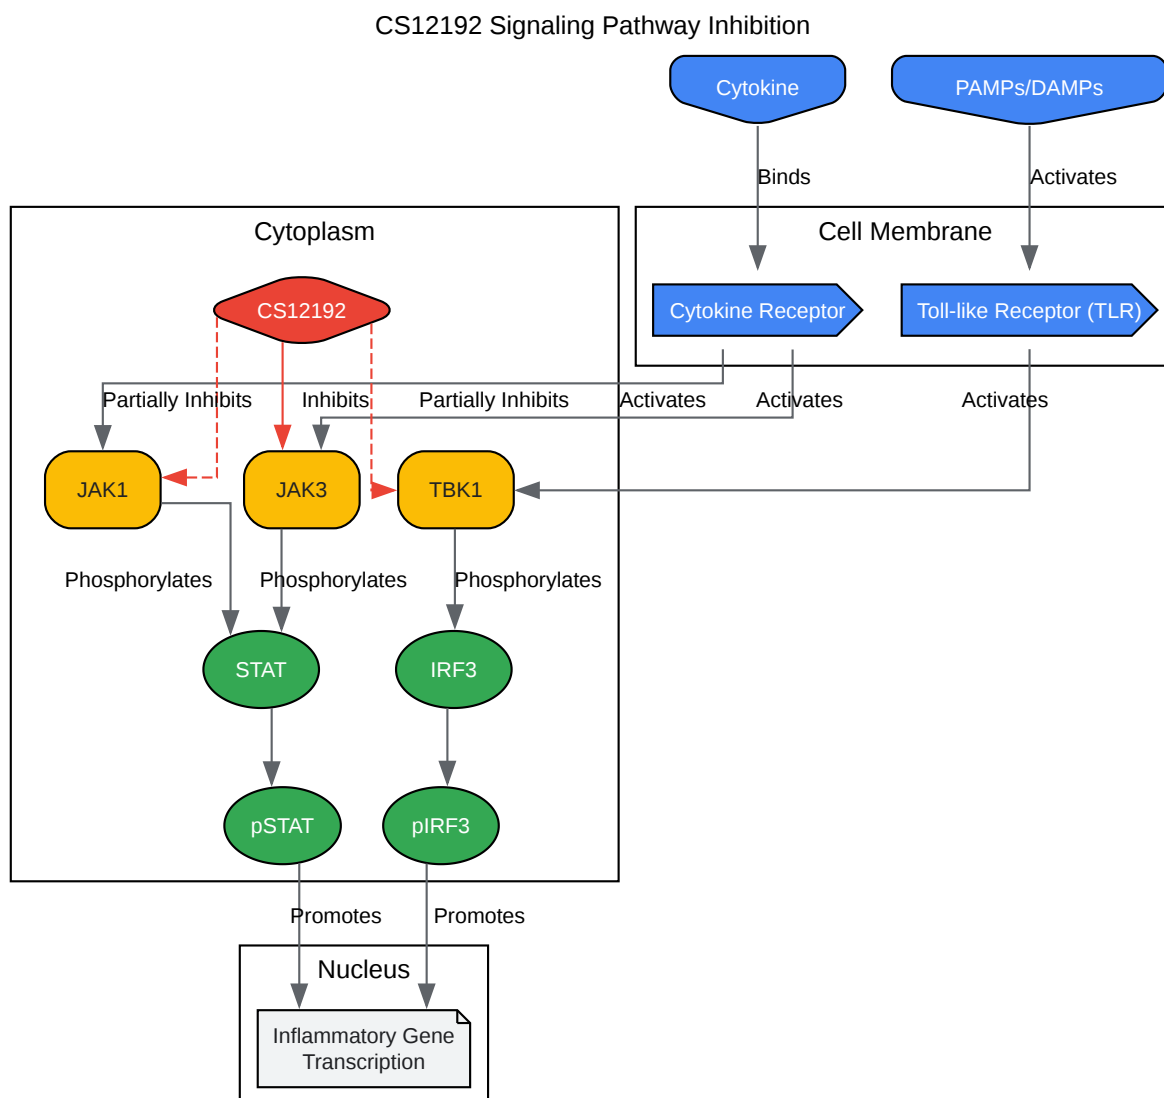 CS12192 Signaling Pathway Inhibition
Cytokine
PAMPs/DAMPs
Binds
Activates
Cytoplasm
Cell Membrane
CS12192
Cytokine Receptor
Toll-like Receptor (TLR)
Partially Inhibits
Inhibits
Partially Inhibits
Activates
Activates
Activates
JAK1
JAK3
TBK1
Phosphorylates
Phosphorylates
Phosphorylates
STAT
IRF3
pSTAT
pIRF3
Promotes
Promotes
Nucleus
Inflammatory Gene
Transcription